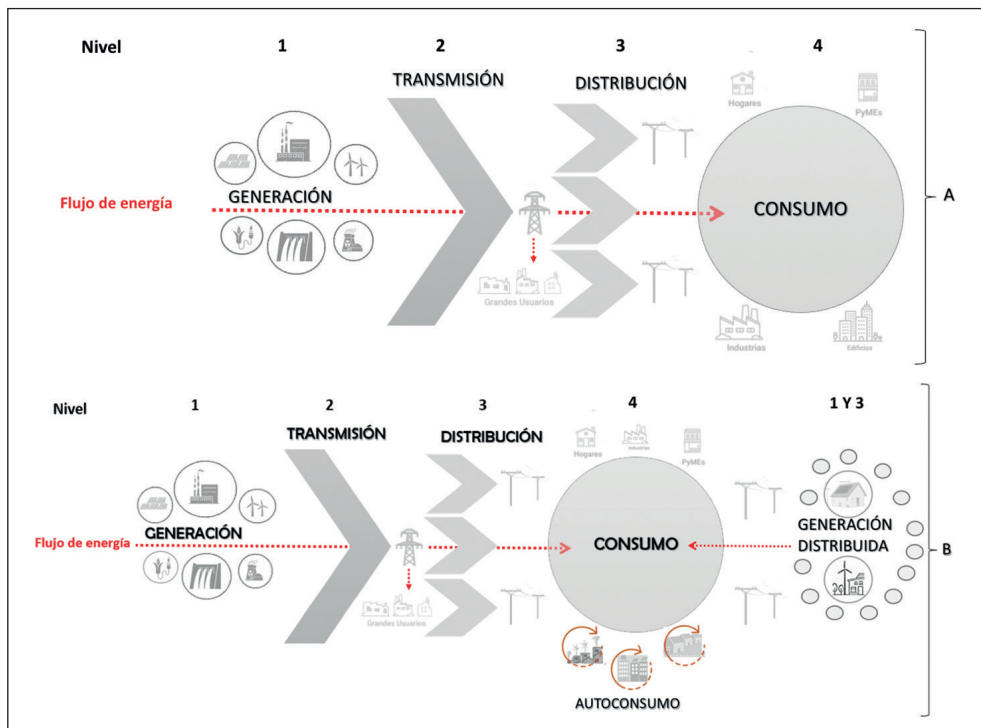 Nivel 1 2 3 4
TRANSMISIÓN DISTRIBUCIÓN
Hogares PyMEs
Flujo de energía GENERACIÓN CONSUMO A
Grandes Usuarios
Industrias Edificios
Nivel 1 2 3 4 1 Y 3
TRANSMISIÓN DISTRIBUCIÓN
Hogares Industrias PyMEs
GENERACIÓN
DISTRIBUIDA
Flujo de energía GENERACIÓN CONSUMO B
Grandes Usuarios
AUTOCONSUMO